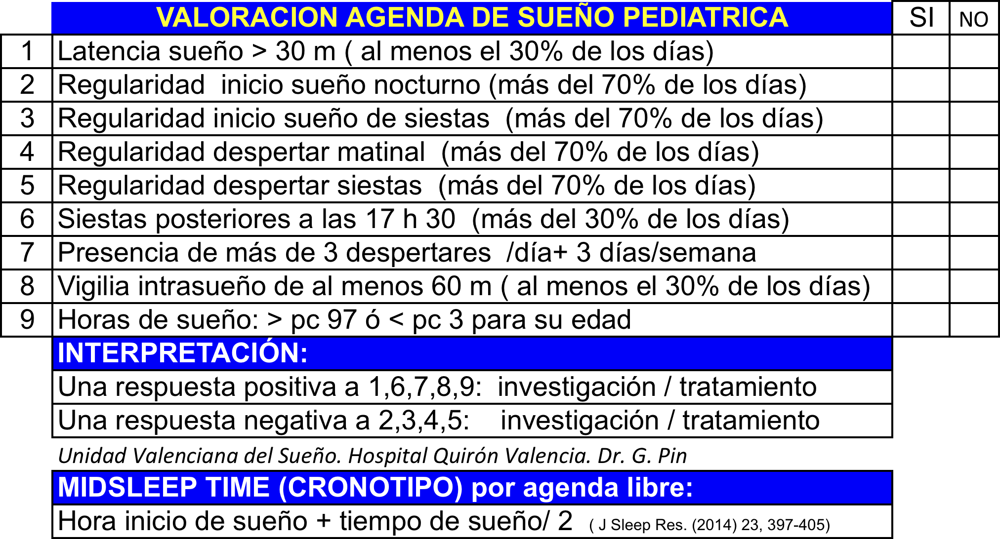 VALORACION AGENDA DE SUEÑO PEDIATRICA SI NO
1 Latencia sueño > 30 m ( al menos el 30% de los días)
2 Regularidad inicio sueño nocturno (más del 70% de los días)
3 Regularidad inicio sueño de siestas (más del 70% de los días)
4 Regularidad despertar matinal (más del 70% de los días)
5 Regularidad despertar siestas (más del 70% de los días)
6 Siestas posteriores a las 17 h 30 (más del 30% de los días)
7 Presencia de más de 3 despertares /día+ 3 días/semana
8 Vigilia intrasueño de al menos 60 m ( al menos el 30% de los días)
9 Horas de sueño: > pc 97 ó < pc 3 para su edad
INTERPRETACIÓN:
Una respuesta positiva a 1,6,7,8,9: investigación / tratamiento
Una respuesta negativa a 2,3,4,5: investigación / tratamiento
Unidad Valenciana del Sueño. Hospital Quirón Valencia. Dr. G. Pin
MIDSLEEP TIME (CRONOTIPO) por agenda libre:
Hora inicio de sueño + tiempo de sueño/ 2 ( J Sleep Res. (2014) 23, 397-405)